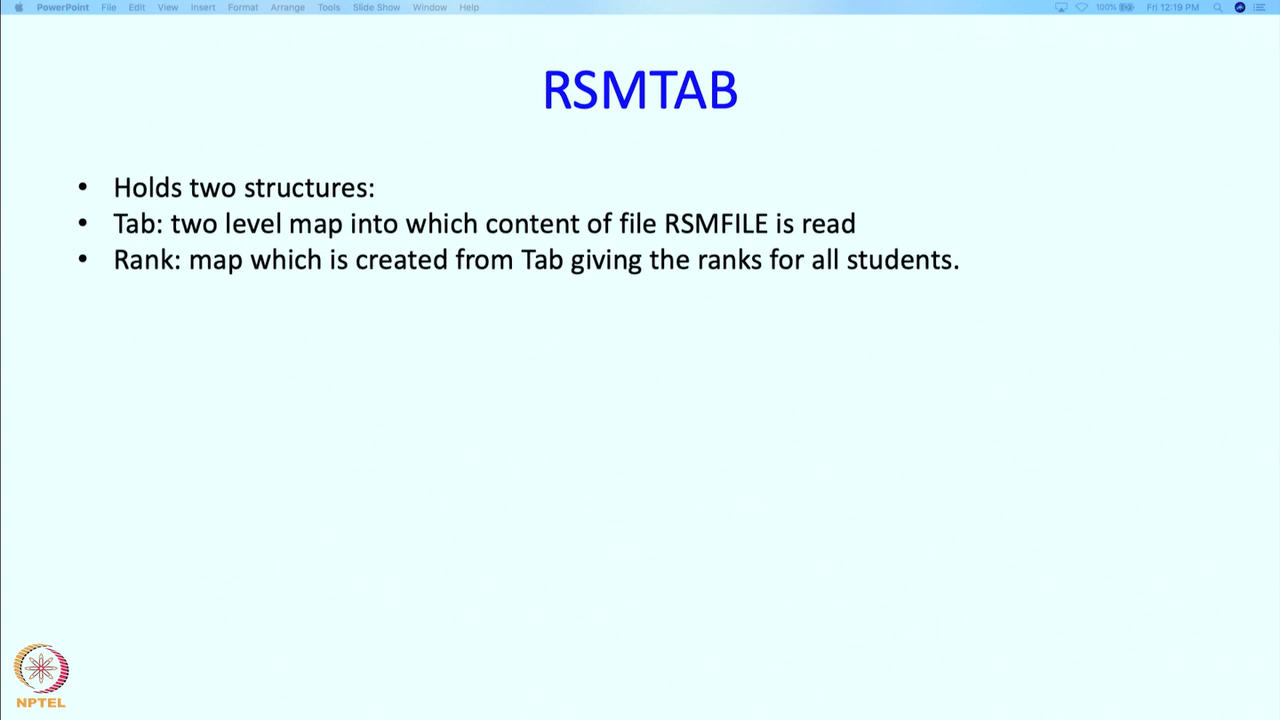 PowerPoint File Edit View Insert Format Arrange Tools Slide Show Window Help 100% Fri 12:19 PM
RSMTAB
• Holds two structures:
• Tab: two level map into which content of file RSMFILE is read
• Rank: map which is created from Tab giving the ranks for all students.
NPTEL